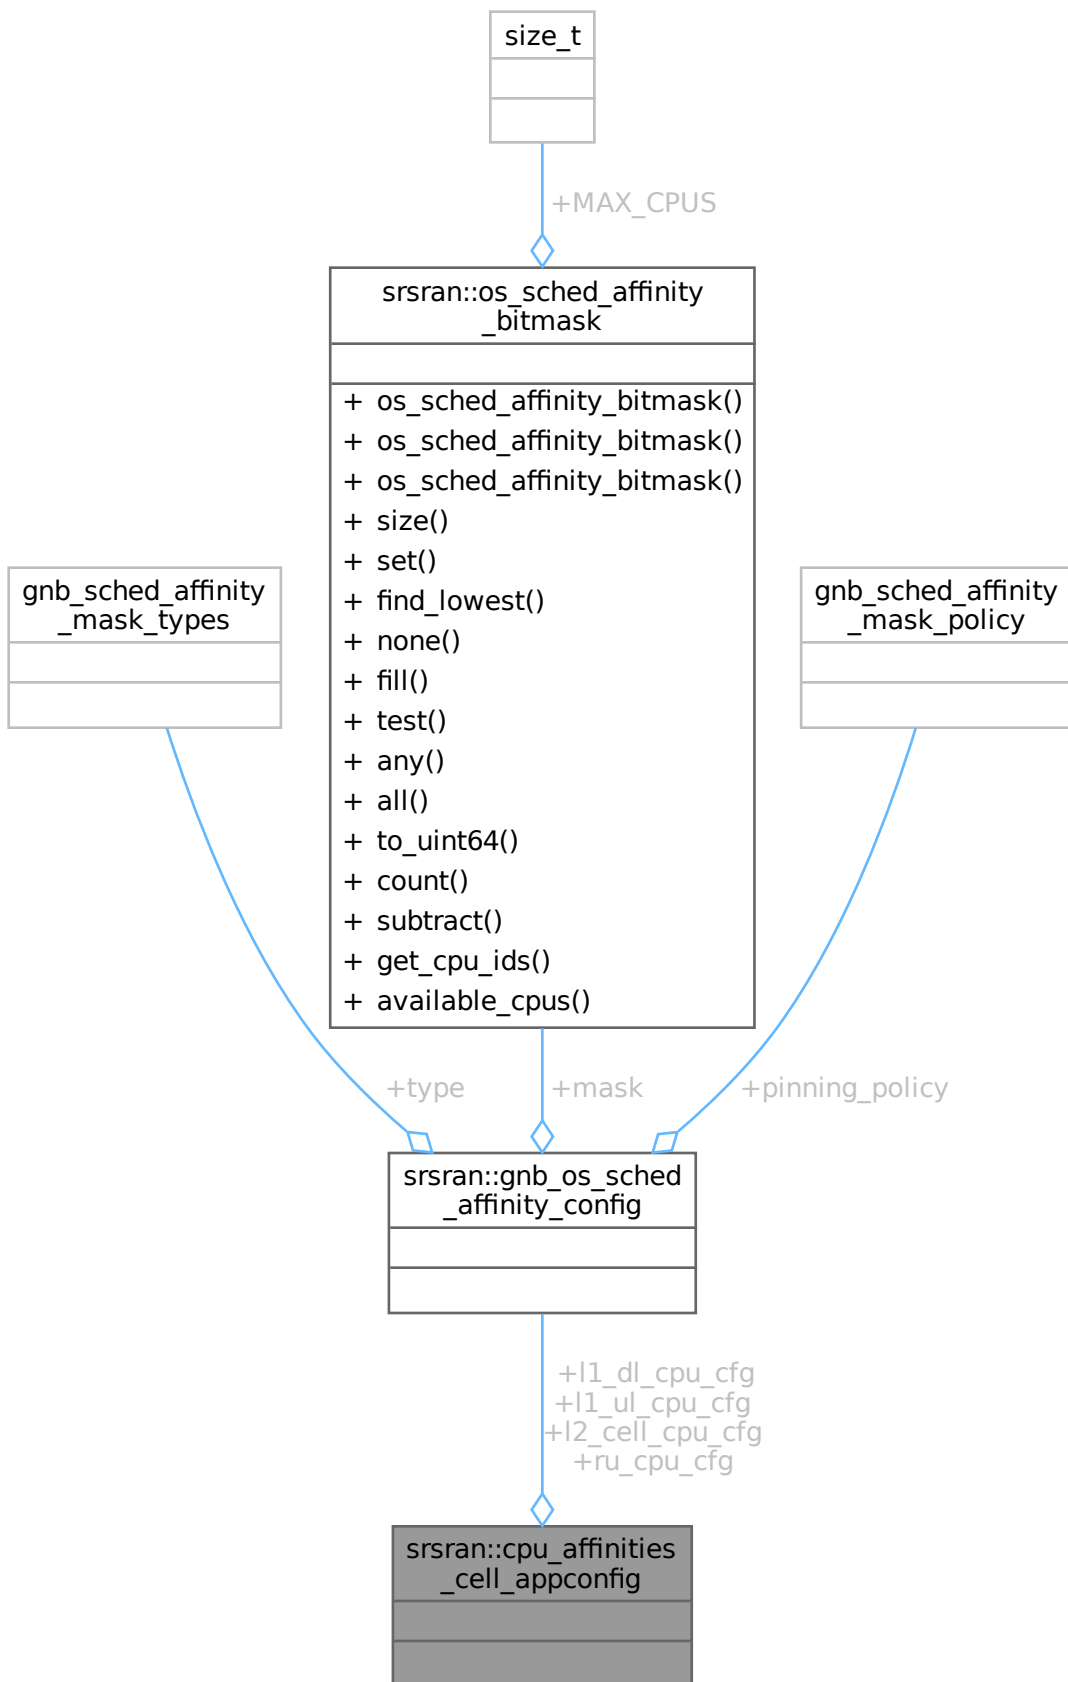 size_t
+MAX_CPUS
srsran::os_sched_affinity
_bitmask
+ os_sched_affinity_bitmask()
+ os_sched_affinity_bitmask()
+ os_sched_affinity_bitmask()
+ size()
+ set()
+ find_lowest()
+ none()
+ fill()
+ test()
+ any()
+ all()
+ to_uint64()
+ count()
+ subtract()
+ get_cpu_ids()
+ available_cpus()
gnb_sched_affinity
_mask_types
gnb_sched_affinity
_mask_policy
+type
+mask
+pinning_policy
srsran::gnb_os_sched
_affinity_config
+l1_dl_cpu_cfg
+l1_ul_cpu_cfg
+l2_cell_cpu_cfg
+ru_cpu_cfg
srsran::cpu_affinities
_cell_appconfig